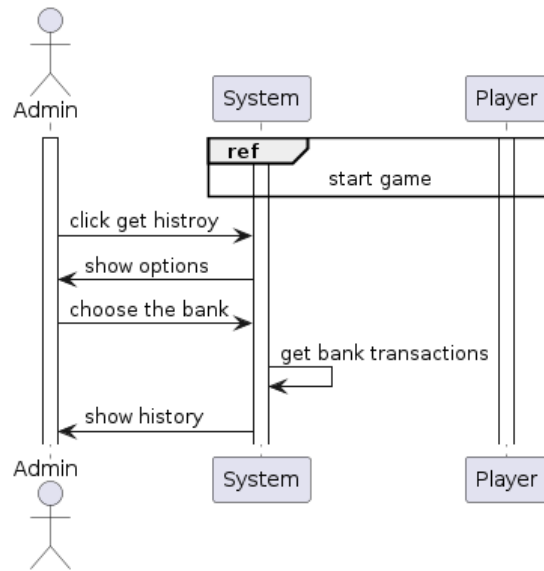 Admin
System
Player
ref
start game
click get histroy
show options
choose the bank
get bank transactions
show history
Admin
System
Player